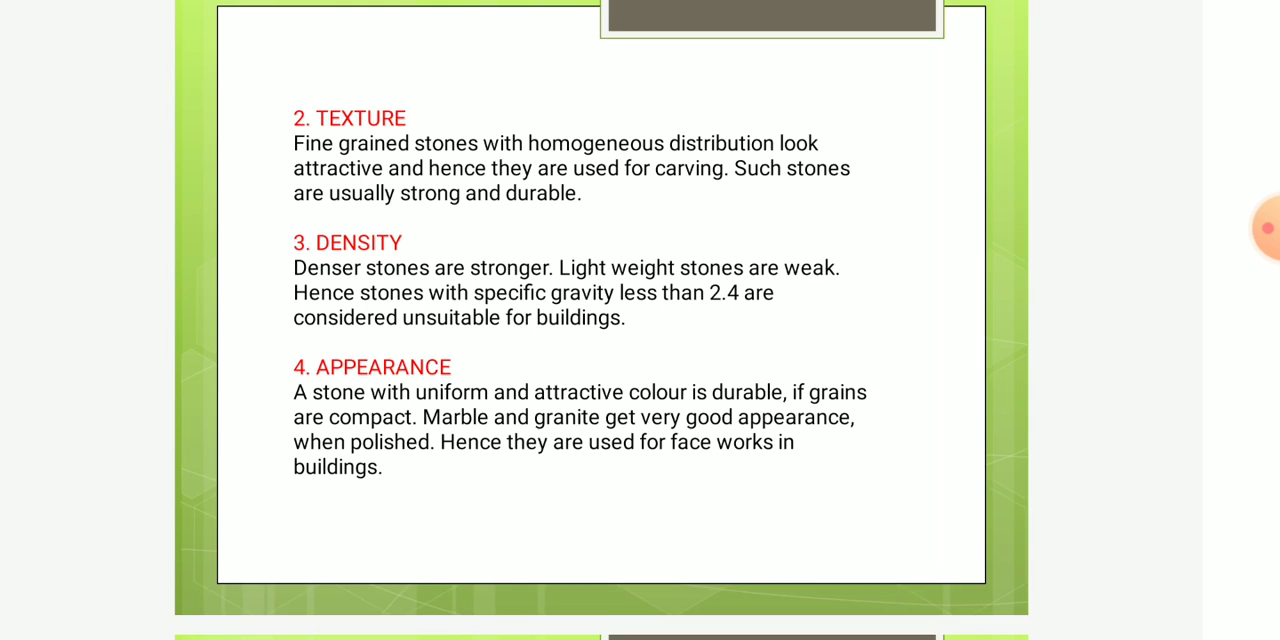 2. TEXTURE
Fine grained stones with homogeneous distribution look
attractive and hence they are used for carving. Such stones
are usually strong and durable.
3. DENSITY
Denser stones are stronger. Light weight stones are weak.
Hence stones with specific gravity less than 2.4 are
considered unsuitable for buildings.
4. APPEARANCE
A stone with uniform and attractive colour is durable, if grains
are compact. Marble and granite get very good appearance,
when polished. Hence they are used for face works in
buildings.